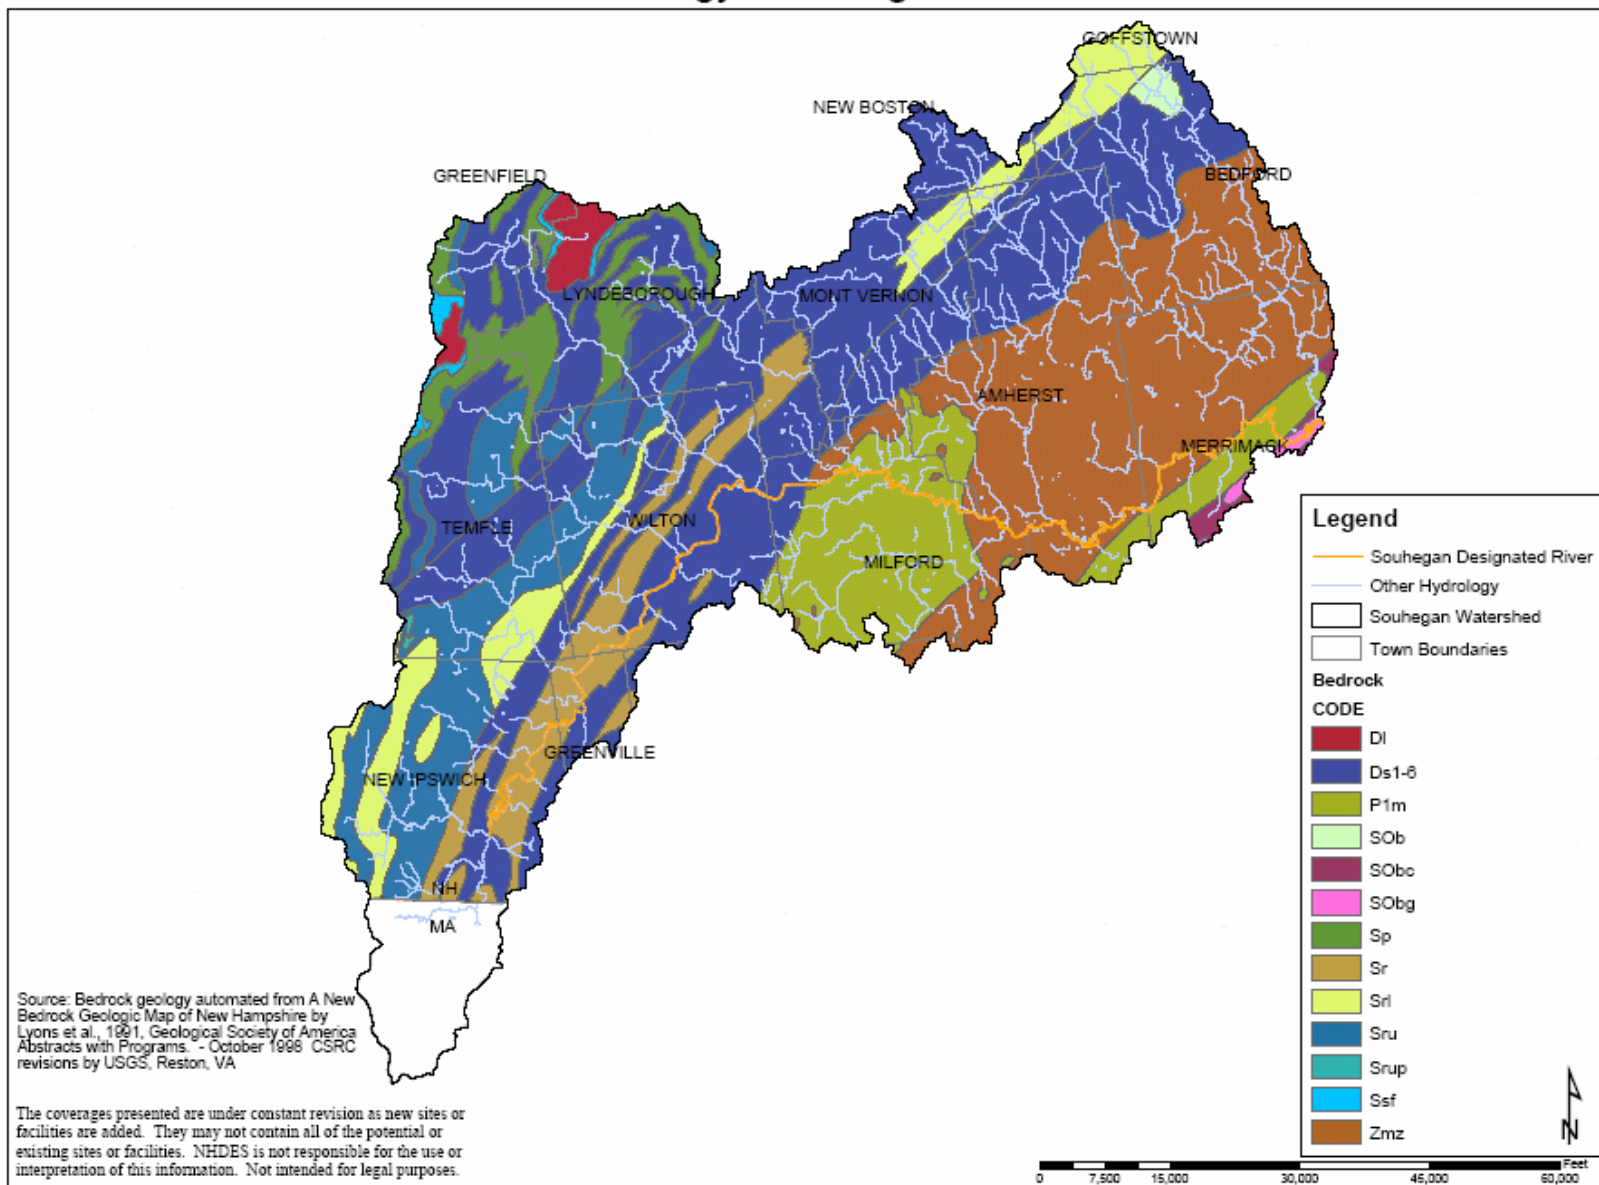 GOFFSTOWN
NEW BOSTON
GREENFIELD
BEDFORD
LYNDEBOROUGH
MONT VERNON
AMHERST
MERRIMACK
TEMPLE
WILTON
MILFORD
GREENVILLE
NEW IPSWICH
NH
MA
Legend
Souhegan Designated River
Other Hydrology
Souhegan Watershed
Town Boundaries
Bedrock
CODE
Dl
Ds1-6
P1m
SOb
SObc
SObg
Sp
Sr
Srl
Sru
Srup
Ssf
Zmz
N
Source: Bedrock geology automated from A New
Bedrock Geologic Map of New Hampshire by
Lyons et al., 1991, Geological Society of America
Abstracts with Programs. - October 1998 CSRC
revisions by USGS, Reston, VA
The coverages presented are under constant revision as new sites or
facilities are added. They may not contain all of the potential or
existing sites or facilities. NHDES is not responsible for the use or
interpretation of this information. Not intended for legal purposes.
Feet
0 7,500 15,000 30,000 45,000 60,000